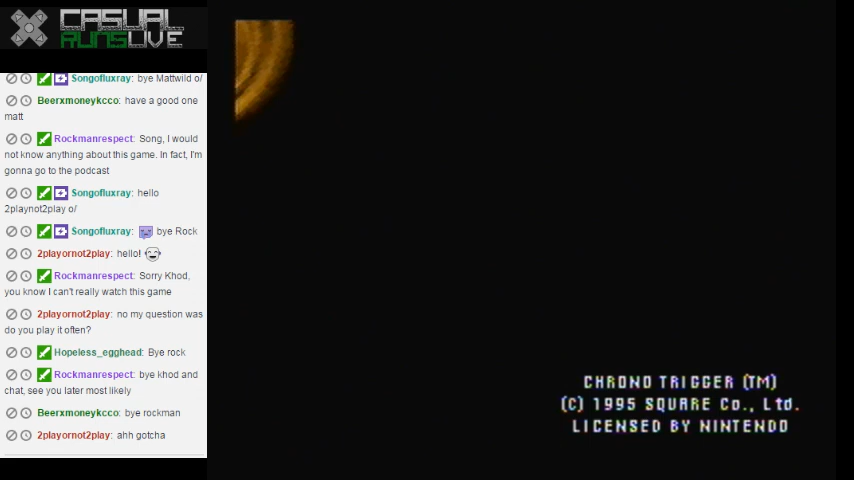 CASUAL
RUNSLIVE
Songofluxray: bye Mattwild o/
Beerxmoneykcco: have a good one
matt
Rockmanrespect: Song, I would
not know anything about this game. In fact, I'm
gonna go to the podcast
Songofluxray: hello
2playnot2play o/
Songofluxray: bye Rock
2playornot2play: hello!
Rockmanrespect: Sorry Khod,
you know I can't really watch this game
2playornot2play: no my question was
do you play it often?
Hopeless_egghead: Bye rock
Rockmanrespect: bye khod and
chat, see you later most likely
Beerxmoneykcco: bye rockman
2playornot2play: ahh gotcha
CHRONO TRIGGER (TM)
(C) 1995 SQUARE Co., Ltd.
LICENSED BY NINTENDO